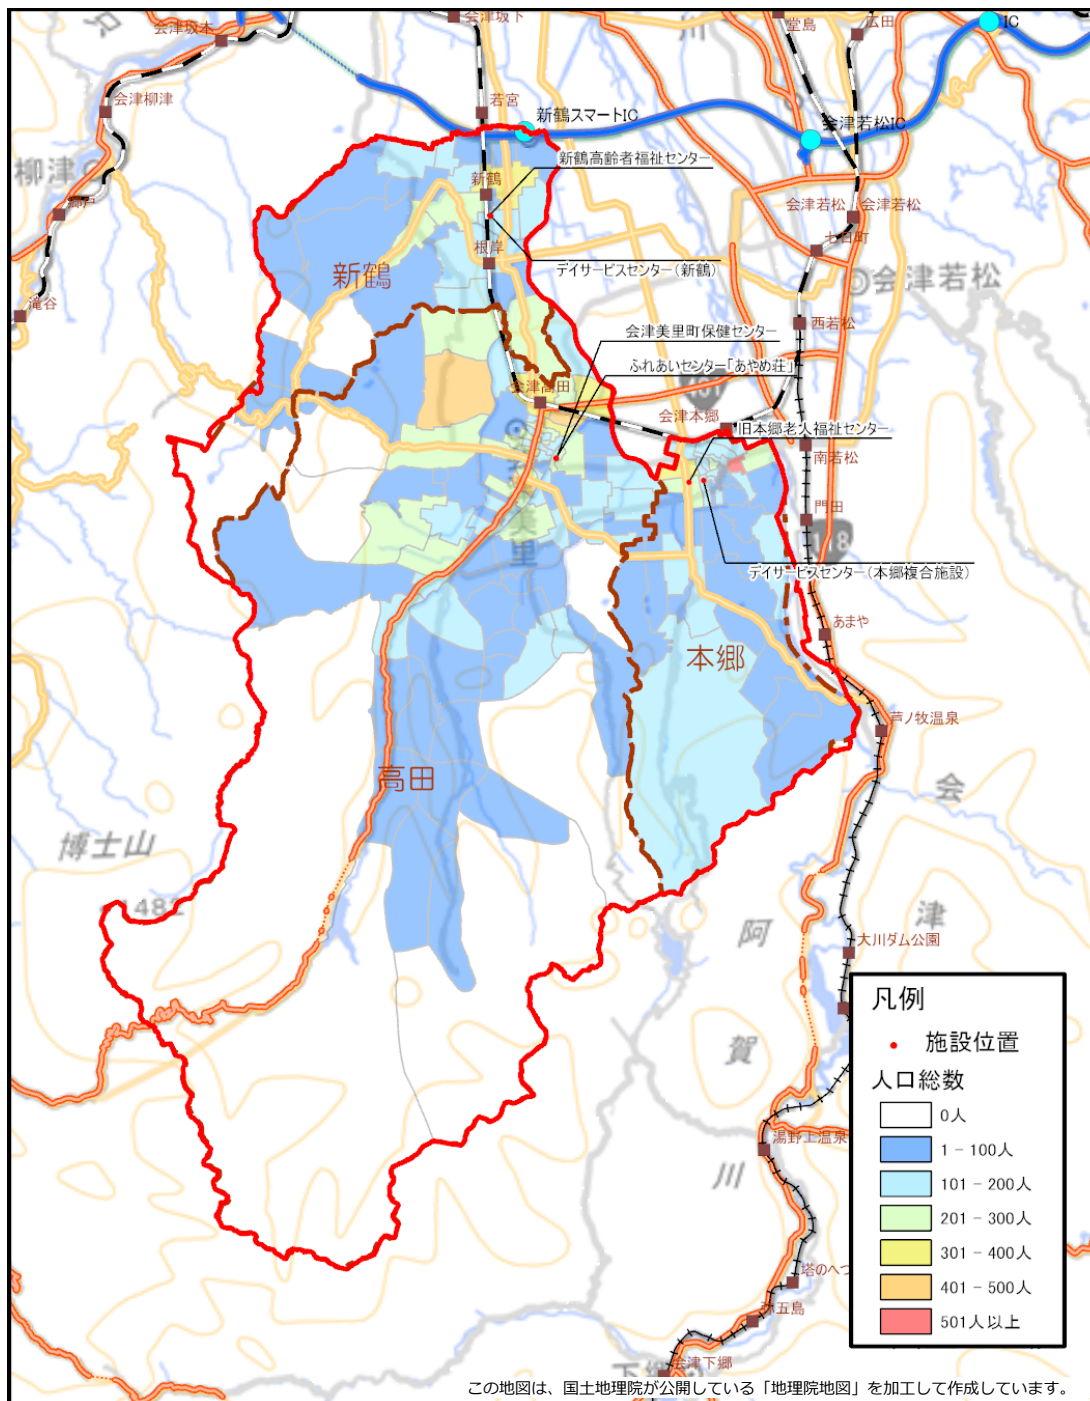 会津坂本
会津坂下
堂島
広田
IC
川
会津柳津
若宮
新鶴スマートIC
会津若松IC
柳津
新鶴高齢者福祉センター
新鶴
郷戸
会津若松
会津若松
七日町
根岸
デイサービスセンター(新鶴)
新鶴
会津若松
滝谷
西若松
会津美里町保健センター
ふれあいセンター「あやめ荘」
会津高田
会津本郷
旧本郷老人福祉センター
南若松
門田
118
美里
デイサービスセンター(本郷複合施設)
あまや
本郷
芦ノ牧温泉
高田
会
博士山
1482
津
阿
大川ダム公園
賀
川
湯野上温泉
塔のへつ
弥五島
会津下郷
下郷
凡例
施設位置
人口総数
0人
1 - 100人
101 - 200人
201 - 300人
301 - 400人
401 - 500人
501人以上
この地図は、国土地理院が公開している「地理院地図」を加工して作成しています。